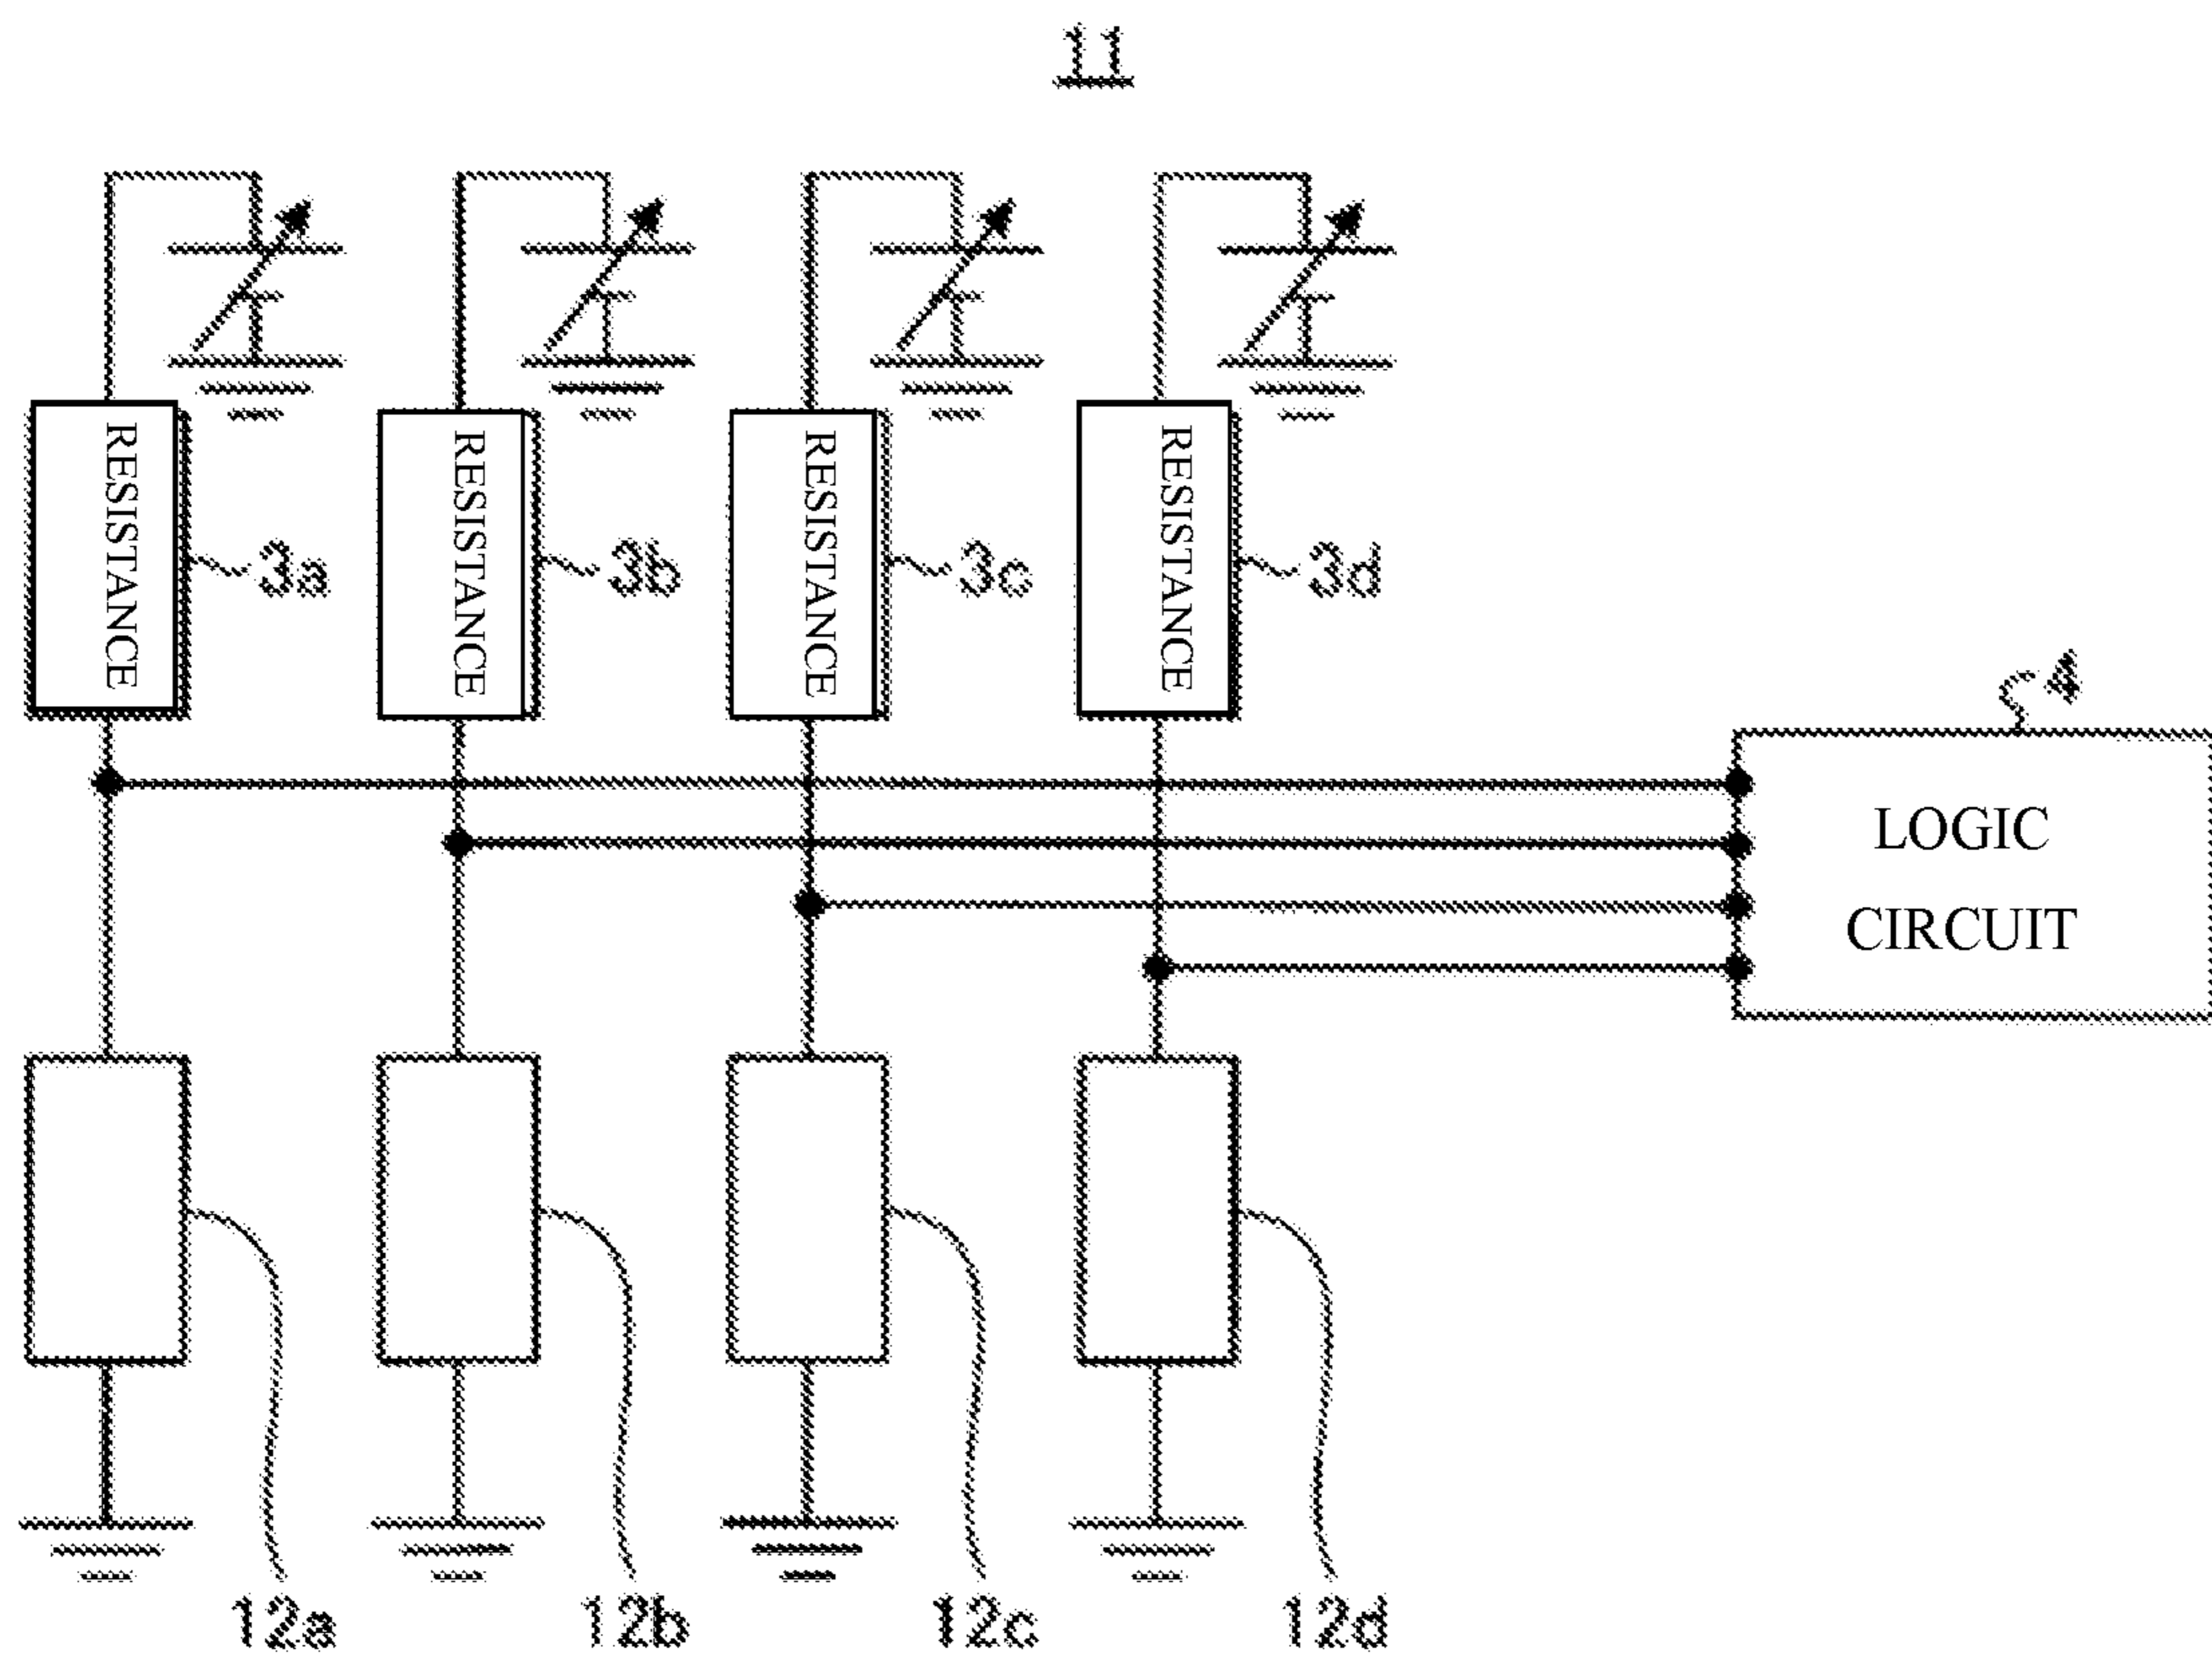 11
RESISTANCE
RESISTANCE
RESISTANCE
RESISTANCE
3a
3b
3c
3d
4
LOGIC
CIRCUIT
12a
12b
12c
12d